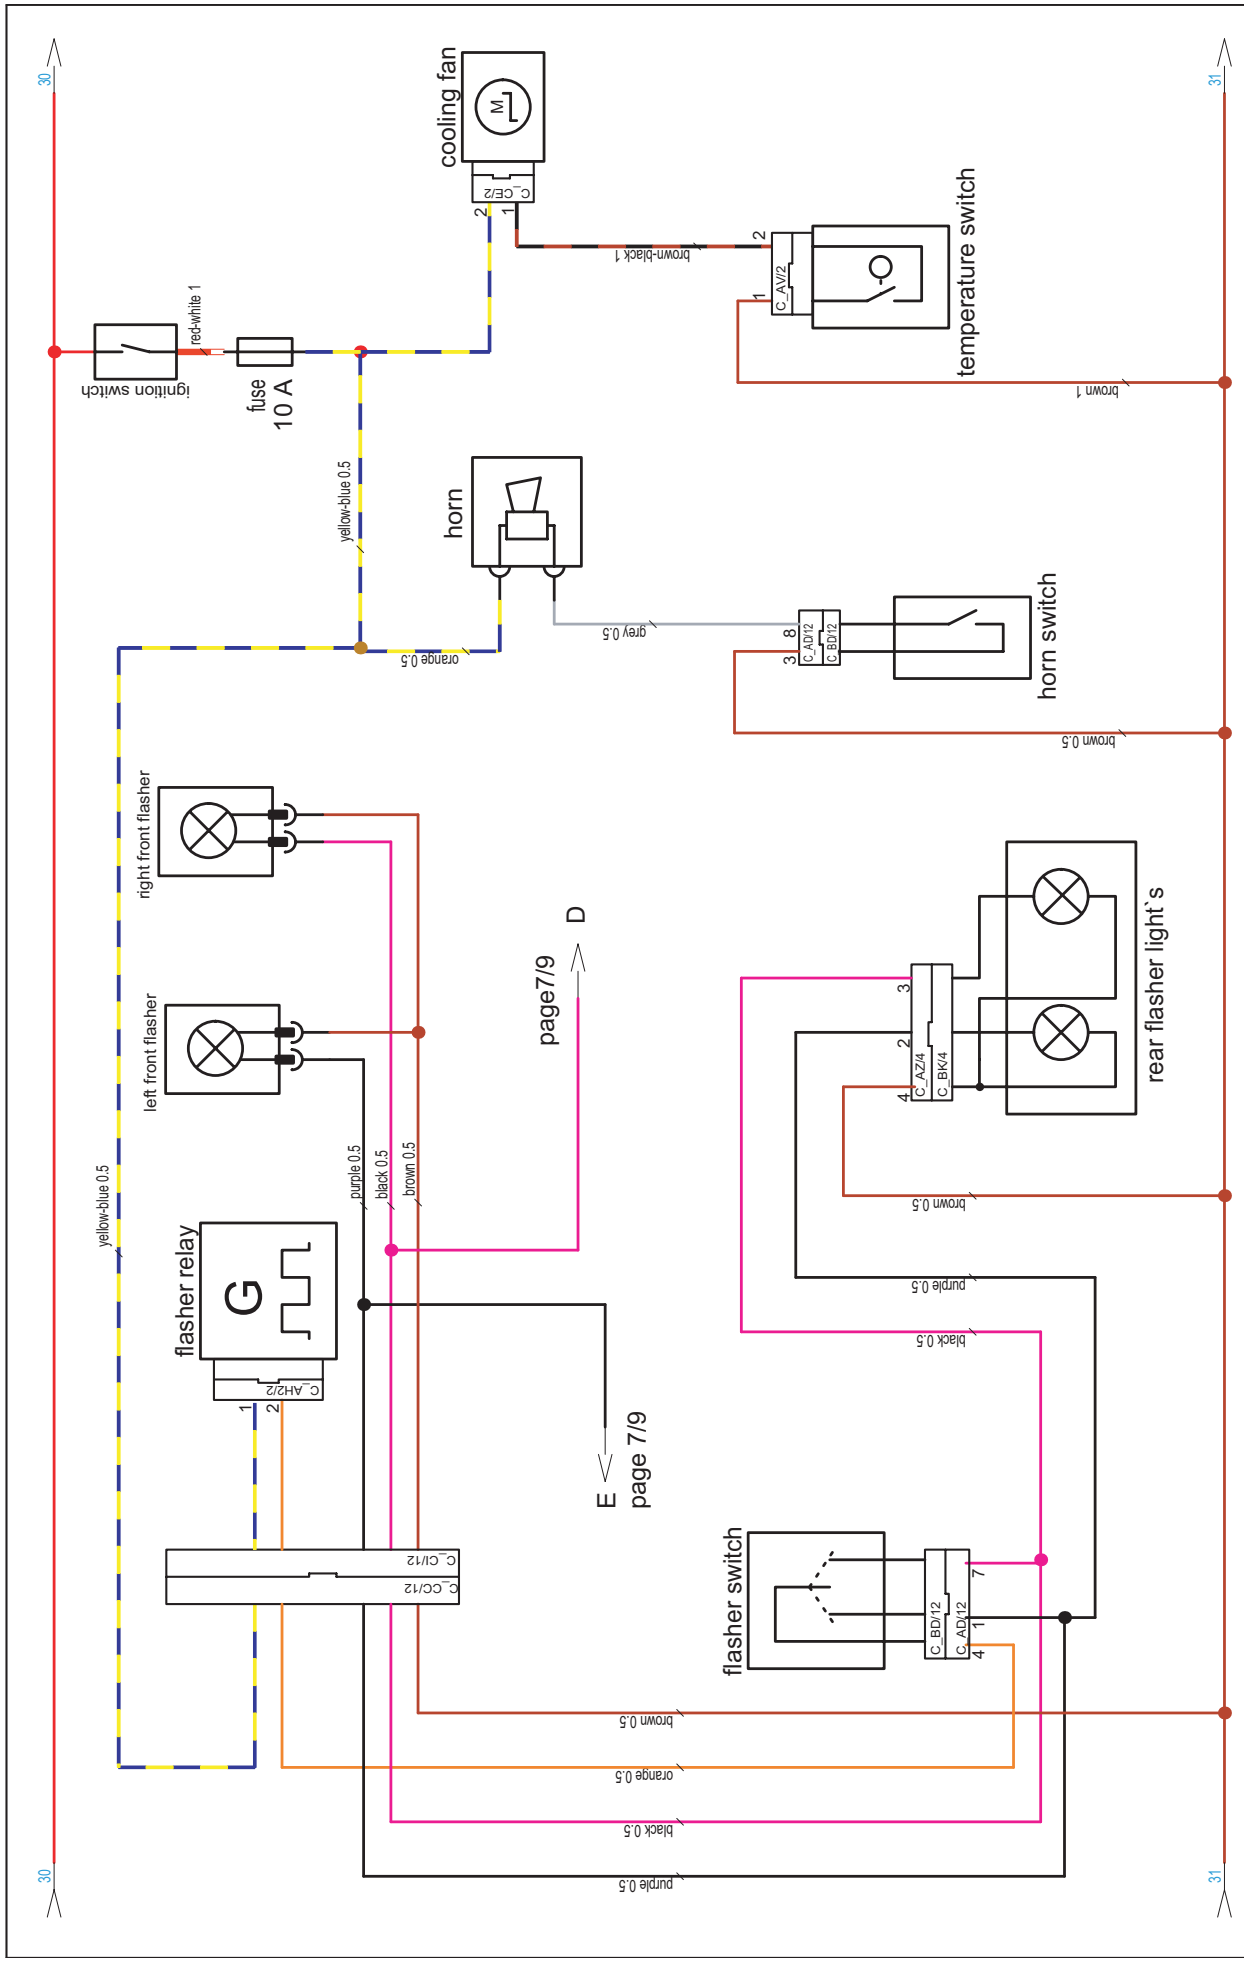 30
30
31
31
ignition switch
red-white 1
fuse
10 A
cooling fan
M
C_CE/2
2
1
brown-black 1
2
1
C_AV/2
temperature switch
brown 1
yellow-blue 0.5
horn
orange 0.5
grey 0.5
8
3
C_AD/12
C_BD/12
horn switch
brown 0.5
right front flasher
left front flasher
yellow-blue 0.5
purple 0.5
black 0.5
brown 0.5
page7/9
D
flasher relay
G
C_AH2/2
1
2
E
page 7/9
C_CI/12
C_CC/12
3
2
4
C_AZ/4
C_BK/4
rear flasher light`s
brown 0.5
purple 0.5
black 0.5
flasher switch
C_BD/12
C_AD/12
7
1
4
brown 0.5
orange 0.5
black 0.5
purple 0.5